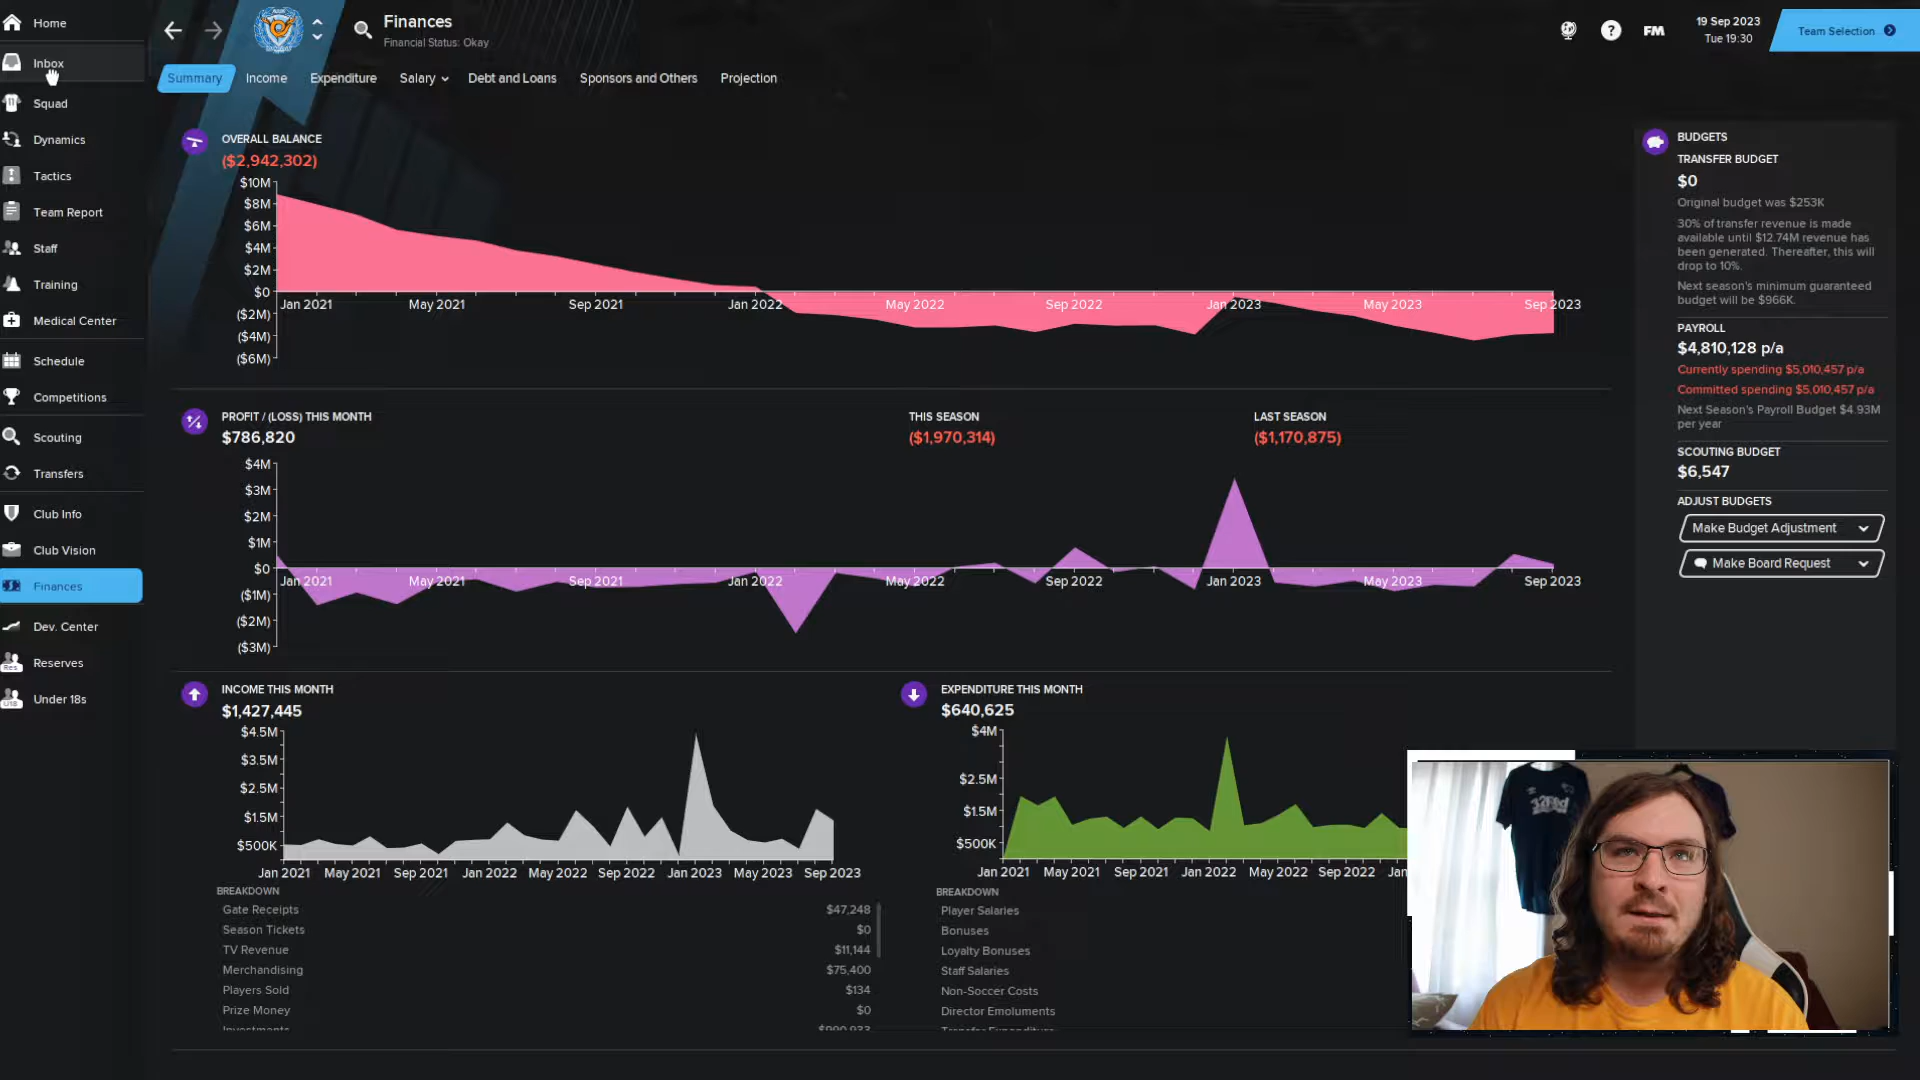 Home
Inbox
Squad
Dynamics
Tactics
Team Report
Staff
Training
Medical Center
Schedule
Competitions
Scouting
Transfers
Club Info
Club Vision
Finances
Dev. Center
Reserves
Under 18s
Finances
Financial Status: Okay
FM
19 Sep 2023
Tue 19:30
Team Selection
Summary
Income
Expenditure
Salary
Debt and Loans
Sponsors and Others
Projection
OVERALL BALANCE
($2,942,302)
$10M
$8M
$6M
$4M
$2M
$0
($2M)
($4M)
($6M)
Jan 2021 May 2021 Sep 2021 Jan 2022 May 2022 Sep 2022 Jan 2023 May 2023 Sep 2023
PROFIT / (LOSS) THIS MONTH
$786,820
THIS SEASON
($1,970,314)
LAST SEASON
($1,170,875)
$4M
$3M
$2M
$1M
$0
($1M)
($2M)
($3M)
Jan 2021 May 2021 Sep 2021 Jan 2022 May 2022 Sep 2022 Jan 2023 May 2023 Sep 2023
INCOME THIS MONTH
$1,427,445
$4.5M
$3.5M
$2.5M
$1.5M
$500K
Jan 2021 May 2021 Sep 2021 Jan 2022 May 2022 Sep 2022 Jan 2023 May 2023 Sep 2023
BREAKDOWN
Gate Receipts $47,248
Season Tickets $0
TV Revenue $11,144
Merchandising $75,400
Players Sold $134
Prize Money $0
Investments $990,933
EXPENDITURE THIS MONTH
$640,625
$4M
$2.5M
$1.5M
$500K
Jan 2021 May 2021 Sep 2021 Jan 2022 May 2022 Sep 2022
BREAKDOWN
Player Salaries
Bonuses
Loyalty Bonuses
Staff Salaries
Non-Soccer Costs
Director Emoluments
Transfer Expenditure
BUDGETS
TRANSFER BUDGET
$0
Original budget was $253K
30% of transfer revenue is made
available until $12.74M revenue has
been generated. Thereafter, this will
drop to 10%.
Next season's minimum guaranteed
budget will be $966K.
PAYROLL
$4,810,128 p/a
Currently spending $5,010,457 p/a
Committed spending $5,010,457 p/a
Next Season's Payroll Budget $4.93M
per year
SCOUTING BUDGET
$6,547
ADJUST BUDGETS
Make Budget Adjustment
Make Board Request